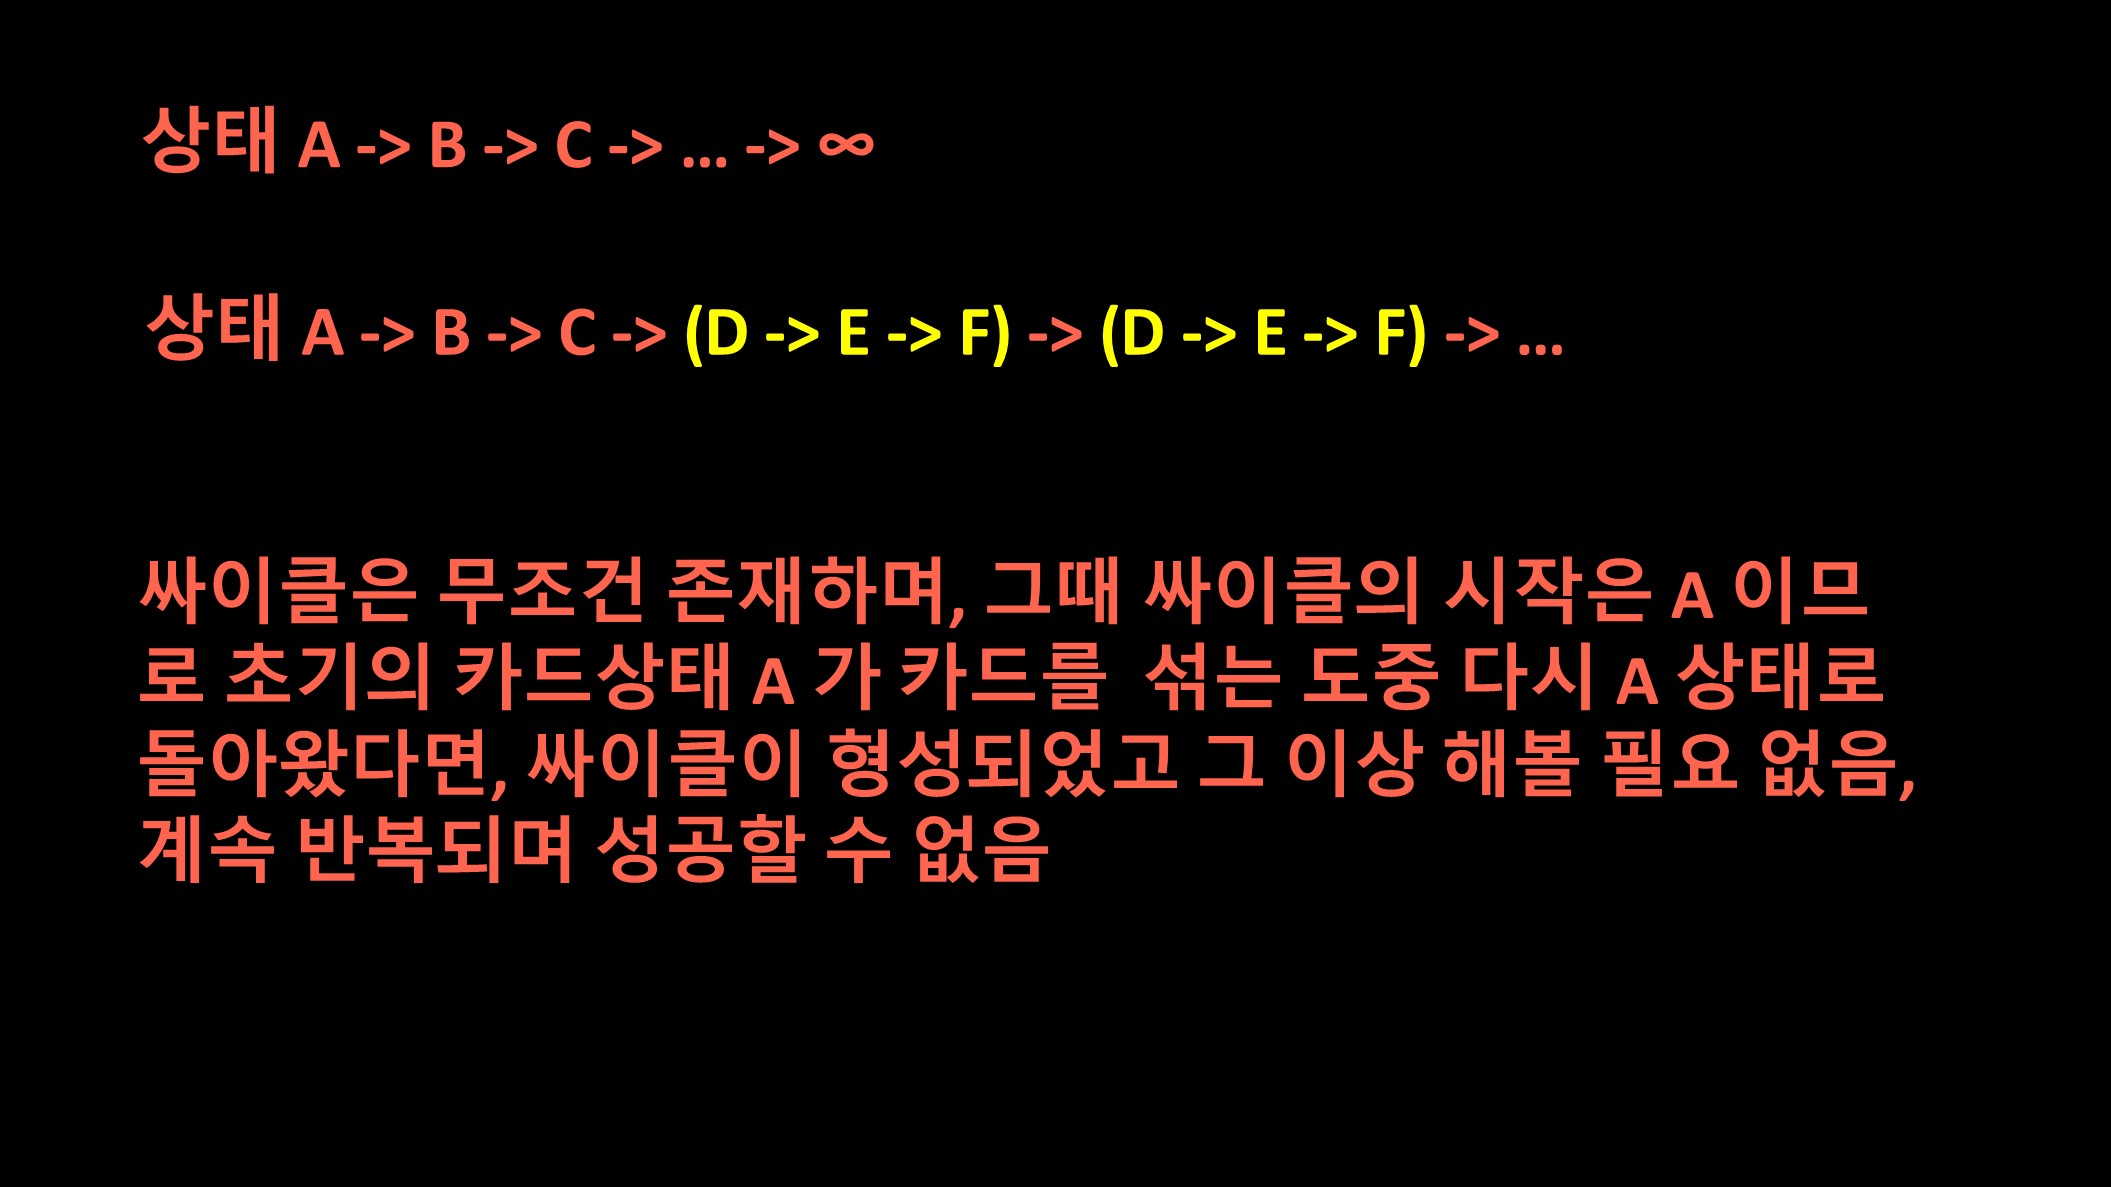 상태 A -> B -> C -> ... -> ∞
상태 A -> B -> C -> (D -> E -> F) -> (D -> E -> F) -> ...
싸이클은 무조건 존재하며, 그때 싸이클의 시작은 A 이므
로 초기의 카드상태 A 가 카드를  섞는 도중 다시 A 상태로
돌아왔다면, 싸이클이 형성되었고 그 이상 해볼 필요 없음,
계속 반복되며 성공할 수 없음